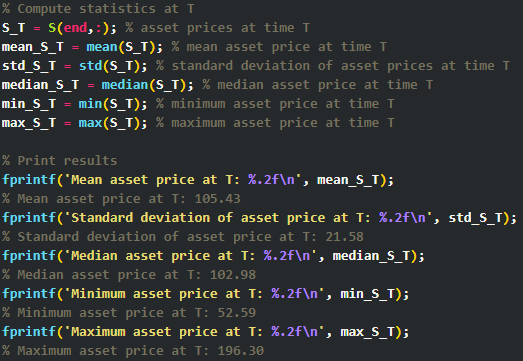 % Compute statistics at T
S_T = S(end,:); % asset prices at time T
mean_S_T = mean(S_T); % mean asset price at time T
std_S_T = std(S_T); % standard deviation of asset prices at time T
median_S_T = median(S_T); % median asset price at time T
min_S_T = min(S_T); % minimum asset price at time T
max_S_T = max(S_T); % maximum asset price at time T

% Print results
fprintf('Mean asset price at T: %.2f\n', mean_S_T);
% Mean asset price at T: 105.43
fprintf('Standard deviation of asset price at T: %.2f\n', std_S_T);
% Standard deviation of asset price at T: 21.58
fprintf('Median asset price at T: %.2f\n', median_S_T);
% Median asset price at T: 102.98
fprintf('Minimum asset price at T: %.2f\n', min_S_T);
% Minimum asset price at T: 52.59
fprintf('Maximum asset price at T: %.2f\n', max_S_T);
% Maximum asset price at T: 196.30